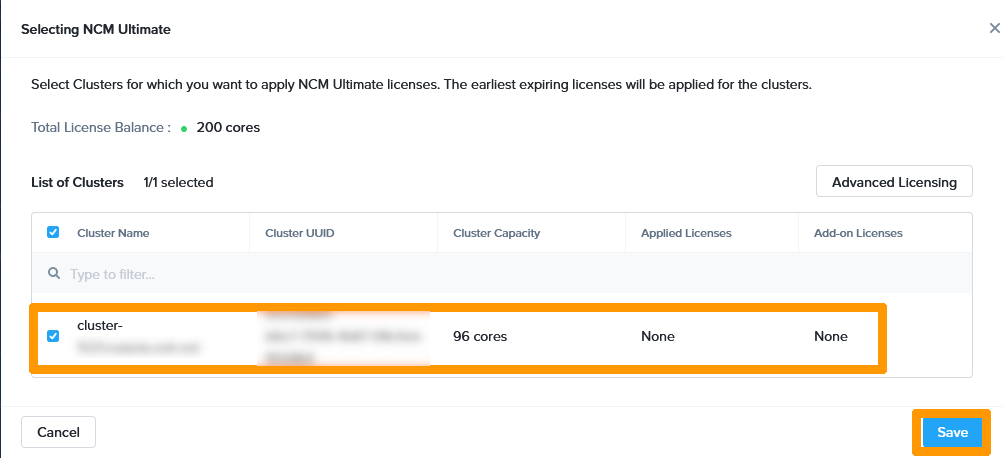 Selecting NCM Ultimate
Select Clusters for which you want to apply NCM Ultimate licenses. The earliest expiring licenses will be applied for the clusters.
Total License Balance : 200 cores
List of Clusters 1/1 selected Advanced Licensing
Cluster Name Cluster UUID Cluster Capacity Applied Licenses Add-on Licenses
Type to filter...
cluster-
96 cores None None
Cancel Save